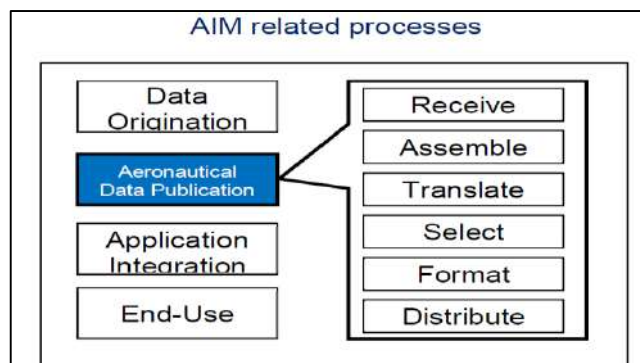 AIM related processes
Data
Origination
Aeronautical
Data Publication
Application
Integration
End-Use
Receive
Assemble
Translate
Select
Format
Distribute